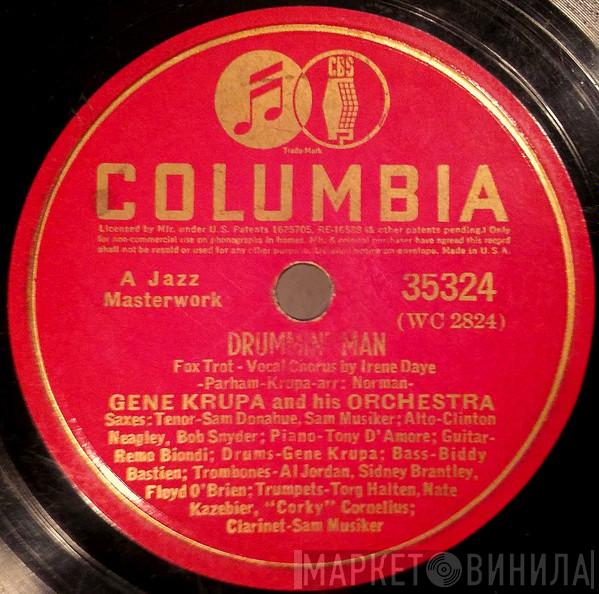 CBS
Trade-Mark
COLUMBIA
Licensed by Mfr. under U.S. Patents 1625705, RE-16588 (& other patents pending.) Only
for non-commercial use on phonographs in homes. Mfr. & original purchaser have agreed this record
shall not be resold or used for any other purpose. See detail notice on envelope. Made in U.S.A.
A Jazz
Masterwork
35324
(WC 2824)
DRUMMIN' MAN
Fox Trot - Vocal Chorus by Irene Daye
-Parham-Krupa-arr: Norman-
GENE KRUPA and his ORCHESTRA
Saxes: Tenor-Sam Donahue, Sam Musiker; Alto-Clinton
Neagley, Bob Snyder; Piano-Tony D'Amore; Guitar-
Remo Biondi; Drums-Gene Krupa; Bass-Biddy
Bastien; Trombones-Al Jordan, Sidney Brantley,
Floyd O'Brien; Trumpets-Torg Halten, Nate
Kazebier, "Corky" Cornelius;
Clarinet-Sam Musiker
МАРКЕТ ВИНИЛА